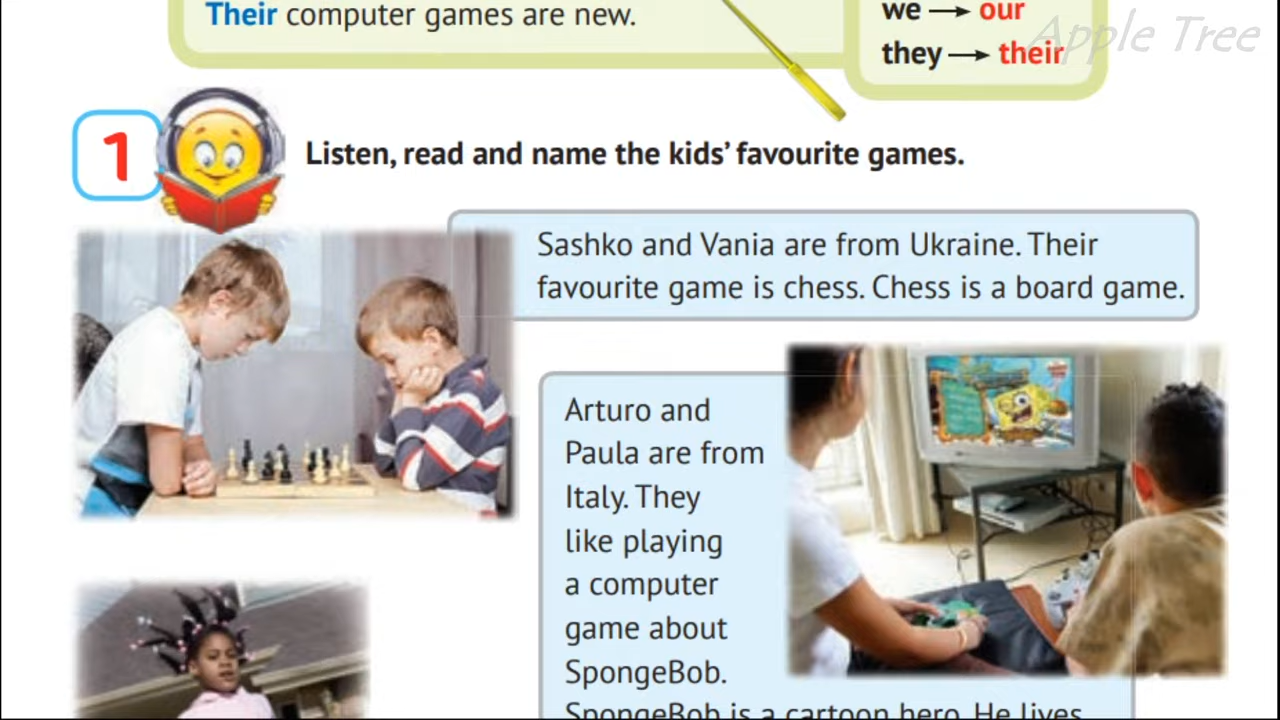 Their computer games are new.
we → our
they → their
Apple Tree
1
Listen, read and name the kids’ favourite games.
Sashko and Vania are from Ukraine. Their
favourite game is chess. Chess is a board game.
Arturo and
Paula are from
Italy. They
like playing
a computer
game about
SpongeBob.
SpongeBob is a cartoon hero. He lives